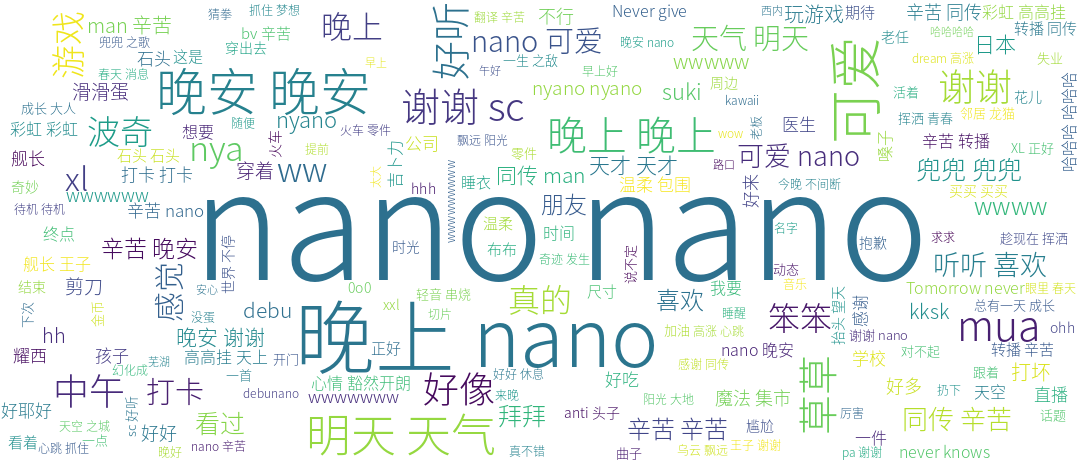 猜拳
抓住 梦想
翻译 辛苦
Never give
西内
玩游戏
期待
辛苦 同传
彩虹 高高挂
man 辛苦
晚上
不行
兜兜 之歌
bv 辛苦
好听
nano 可爱
天气 明天
老任
哈哈哈哈
转播 同传
游戏
穿出去
晚安 nano
日本
石头
这是
一生 之敌
wwwww
dream 高涨
失业
春天 消息
早上
午好
早上好
周边
可爱
滑滑蛋
晚安 晚安
nyano nyano
suki
活着
谢谢
花儿
哈哈哈 哈哈哈
成长 大人
谢谢 sc
kawaii
挥洒 青春
邻居 龙猫
彩虹 彩虹
波奇
想要
随便
nyano
火车 零件
飘远 阳光
晚上 晚上
wow
老板
医生
嗓子
辛苦 转播
XL 正好
舰长
石头 石头
nya
火车
提前
公司
零件
天才 天才
路口
可爱 nano
兜兜 兜兜
奇妙
打卡 打卡
穿着
ww
太大
吉卜力
睡衣
同传 man
温柔 包围
好来
今晚 不间断
买买 买买
xl
wwwwww
hhh
wwwwwwwwwww
朋友
wwww
待机 待机
辛苦 nano
nano nano
温柔
时间
名字
求求
趁现在 挥洒
终点
辛苦 晚安
世界 不停
时光
布布
奇迹 发生
说不定
抱歉
听听 喜欢
舰长 王子
感觉
动态
结束
剪刀
安心
0o0
轻音 串烧
真的
尺寸
我要
音乐
Tomorrow never
眼里 春天
下次
金币
没蛋
debu
xxl
切片
喜欢
睡醒
抬头 望天
感谢
kksk
总有一天 成长
hh
晚安 谢谢
晚上 nano
加油 高涨 心跳
笨笨
谢谢 nano
mua
ohh
耀西
孩子
芜湖
高高挂 天上
开门
正好
感谢 同传
nano 晚安
对不起
转播 辛苦
幻化成
一首
心情 豁然开朗
好好 休息
好吃
学校
跟着
打坏
中午
打卡
debunano
wwwwwww
好像
来晚
阳光 大地
魔法 集市
草草
好多
扔下
天空
直播
好耶好
sc 好听
看过
拜拜
anti 头子
尴尬
厉害
同传 辛苦
话题
天空 之城
一点
好好
明天 天气
辛苦 辛苦
一件
看着
心跳 抓住
晚好
nano 辛苦
真不错
曲子
乌云 飘远
王子 谢谢
pa 谢谢
never knows